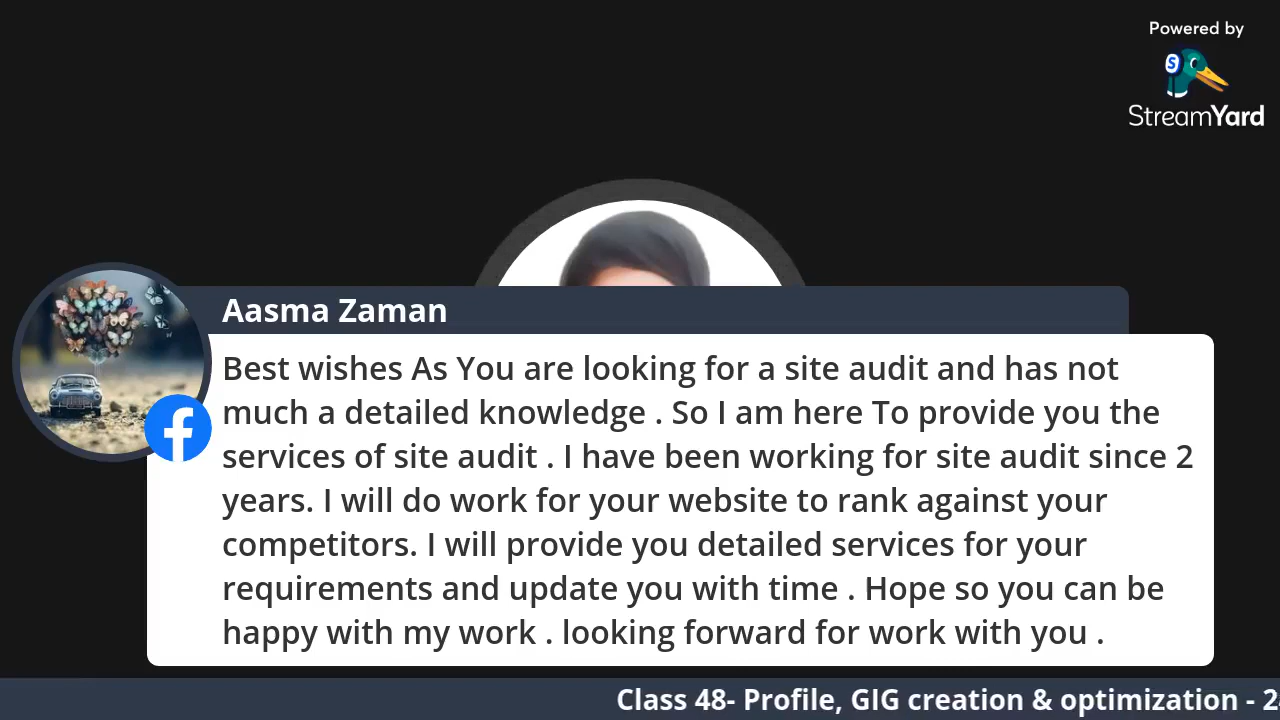 Powered by
S
StreamYard
Aasma Zaman
Best wishes As You are looking for a site audit and has not
much a detailed knowledge . So I am here To provide you the
services of site audit . I have been working for site audit since 2
years. I will do work for your website to rank against your
competitors. I will provide you detailed services for your
requirements and update you with time . Hope so you can be
happy with my work . looking forward for work with you .
Class 48- Profile, GIG creation & optimization - 2